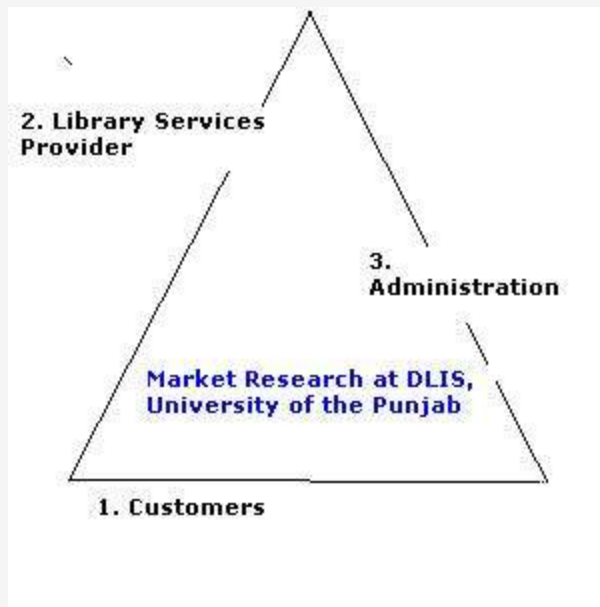 2. Library Services
Provider
3.
Administration
Market Research at DLIS,
University of the Punjab
1. Customers